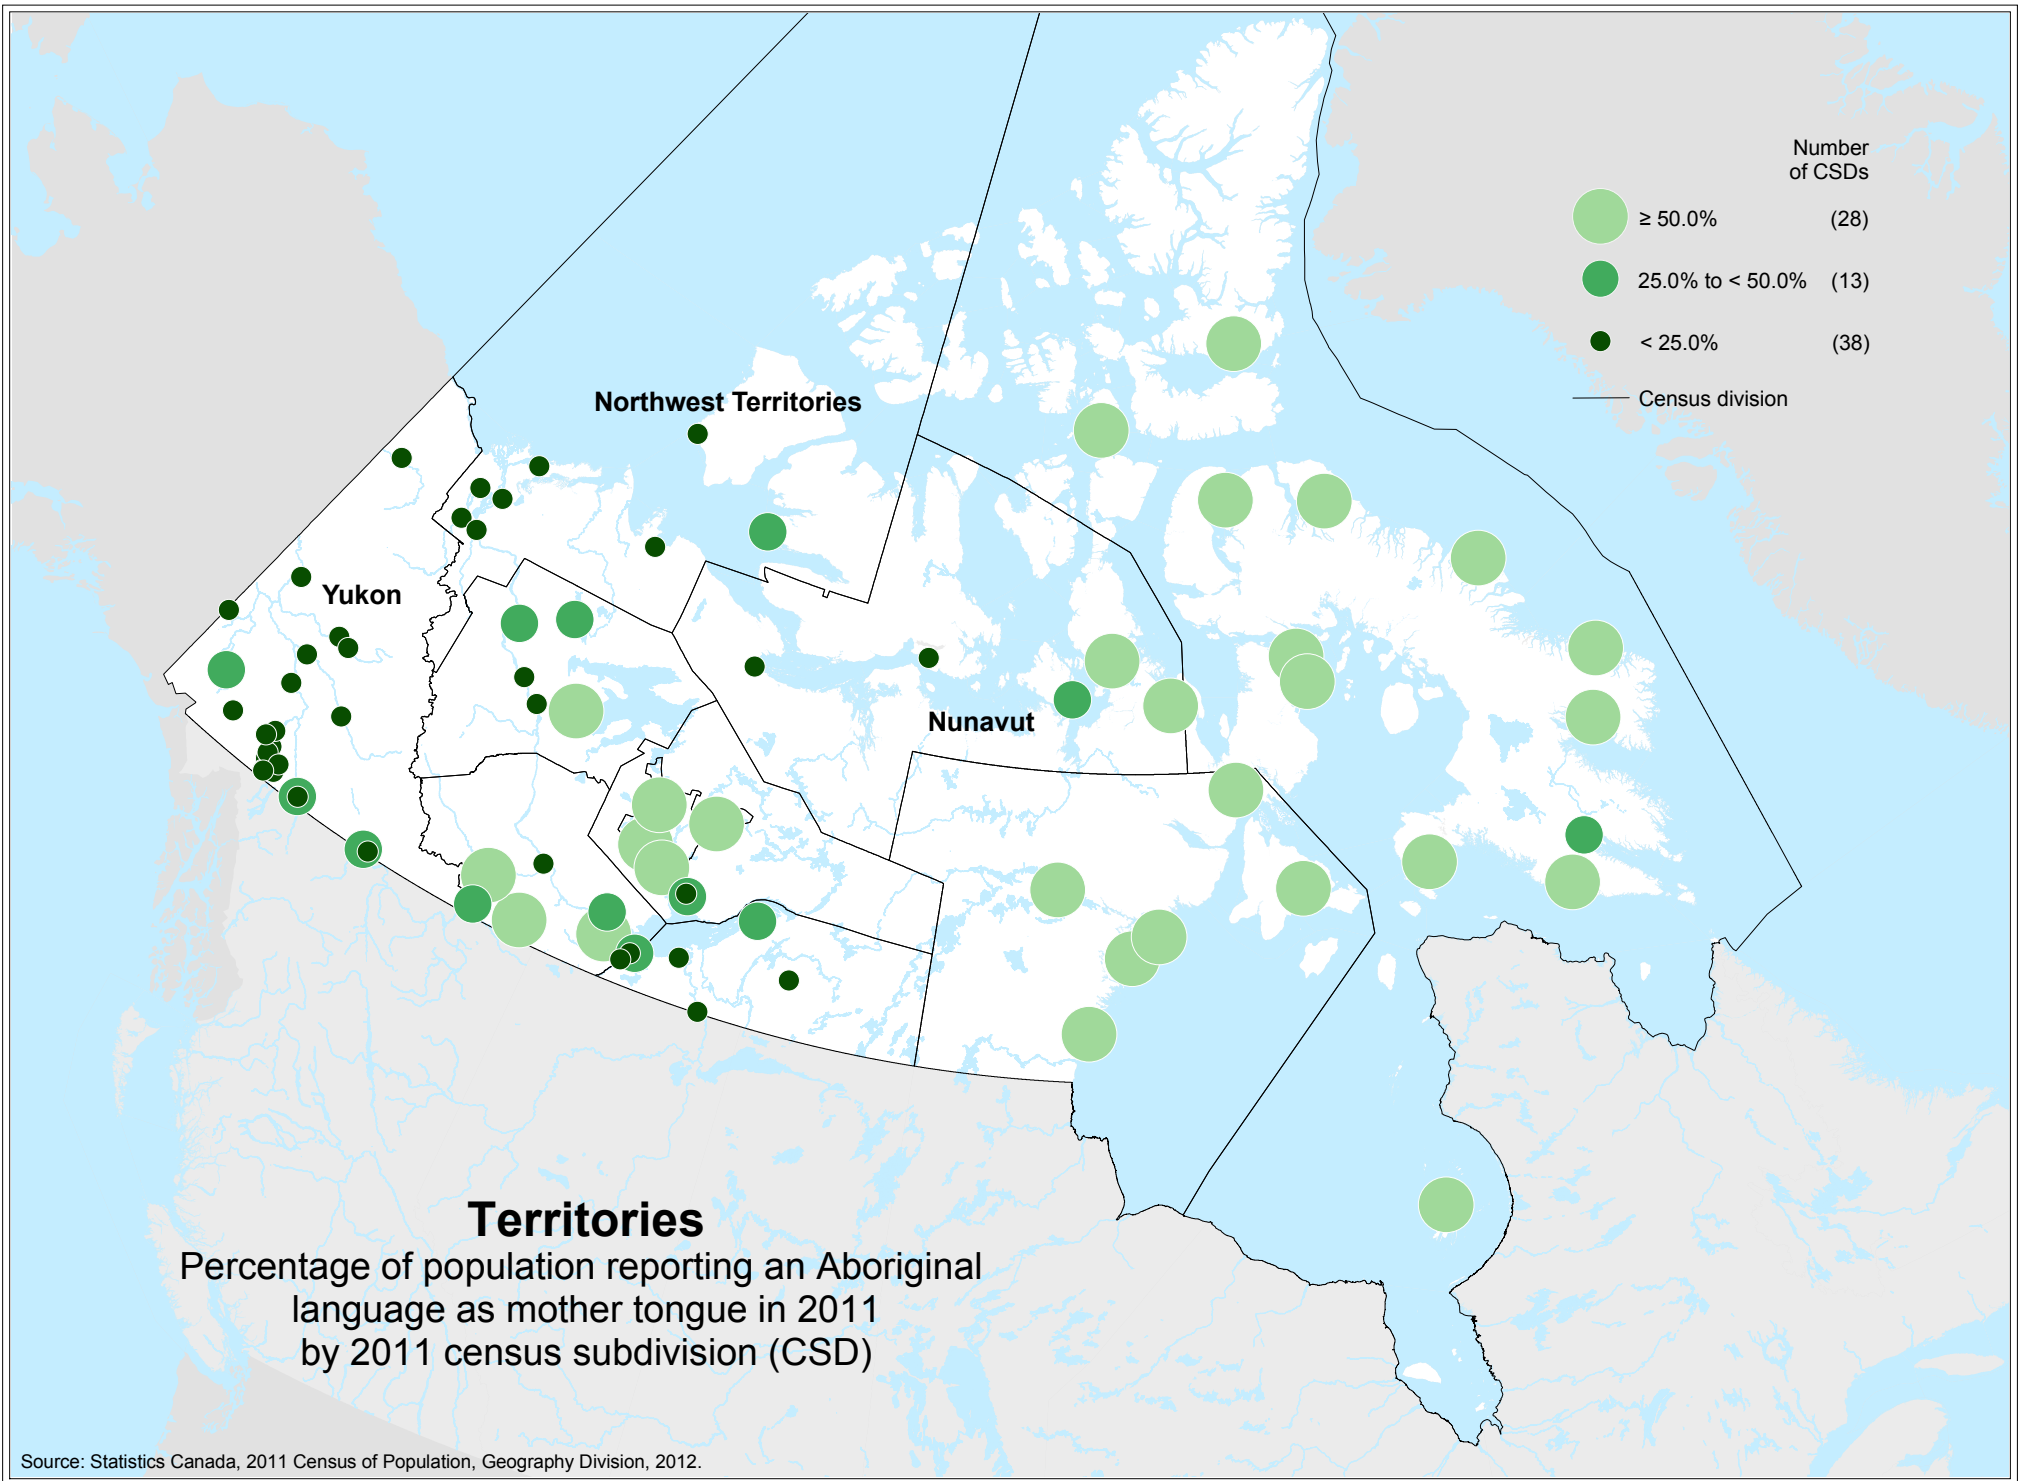 Number
of CSDs
≥ 50.0% (28)
25.0% to < 50.0% (13)
< 25.0% (38)
Census division
Northwest Territories
Yukon
Nunavut
Territories
Percentage of population reporting an Aboriginal
language as mother tongue in 2011
by 2011 census subdivision (CSD)
Source: Statistics Canada, 2011 Census of Population, Geography Division, 2012.